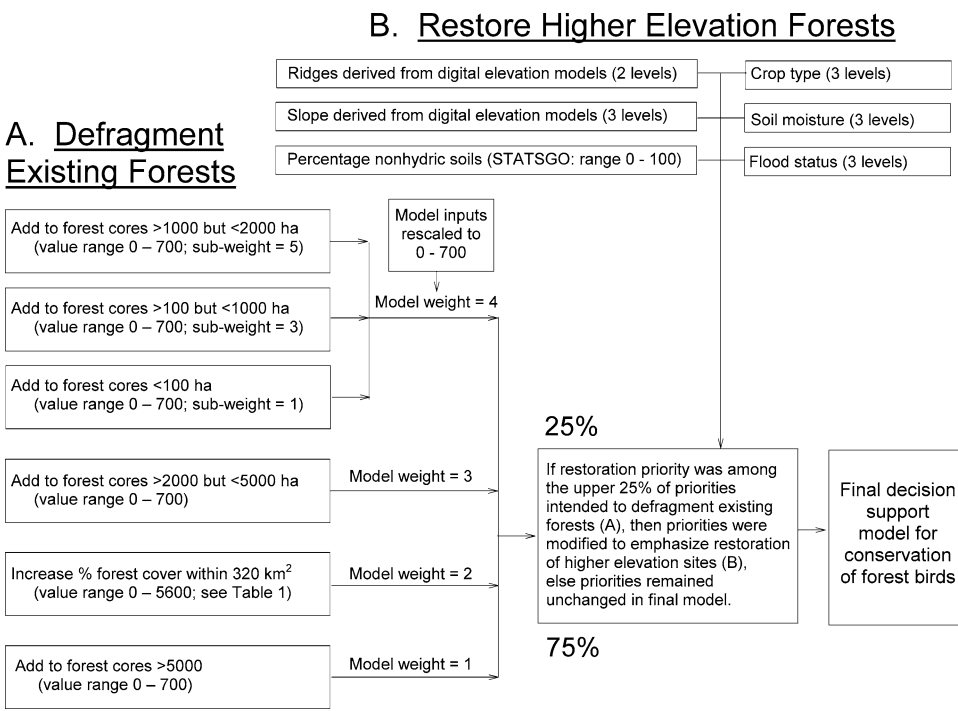 B. Restore Higher Elevation Forests
Ridges derived from digital elevation models (2 levels)
Crop type (3 levels)
Slope derived from digital elevation models (3 levels)
Soil moisture (3 levels)
Percentage nonhydric soils (STATSGO: range 0 - 100)
Flood status (3 levels)
A. Defragment
Existing Forests
Add to forest cores >1000 but <2000 ha
(value range 0 – 700; sub-weight = 5)
Add to forest cores >100 but <1000 ha
(value range 0 – 700; sub-weight = 3)
Add to forest cores <100 ha
(value range 0 – 700; sub-weight = 1)
Model inputs
rescaled to
0 - 700
Model weight = 4
Add to forest cores >2000 but <5000 ha
(value range 0 – 700)
Model weight = 3
Increase % forest cover within 320 km²
(value range 0 – 5600; see Table 1)
Model weight = 2
Add to forest cores >5000
(value range 0 – 700)
Model weight = 1
25%
If restoration priority was among
the upper 25% of priorities
intended to defragment existing
forests (A), then priorities were
modified to emphasize restoration
of higher elevation sites (B),
else priorities remained
unchanged in final model.
75%
Final decision
support
model for
conservation
of forest birds